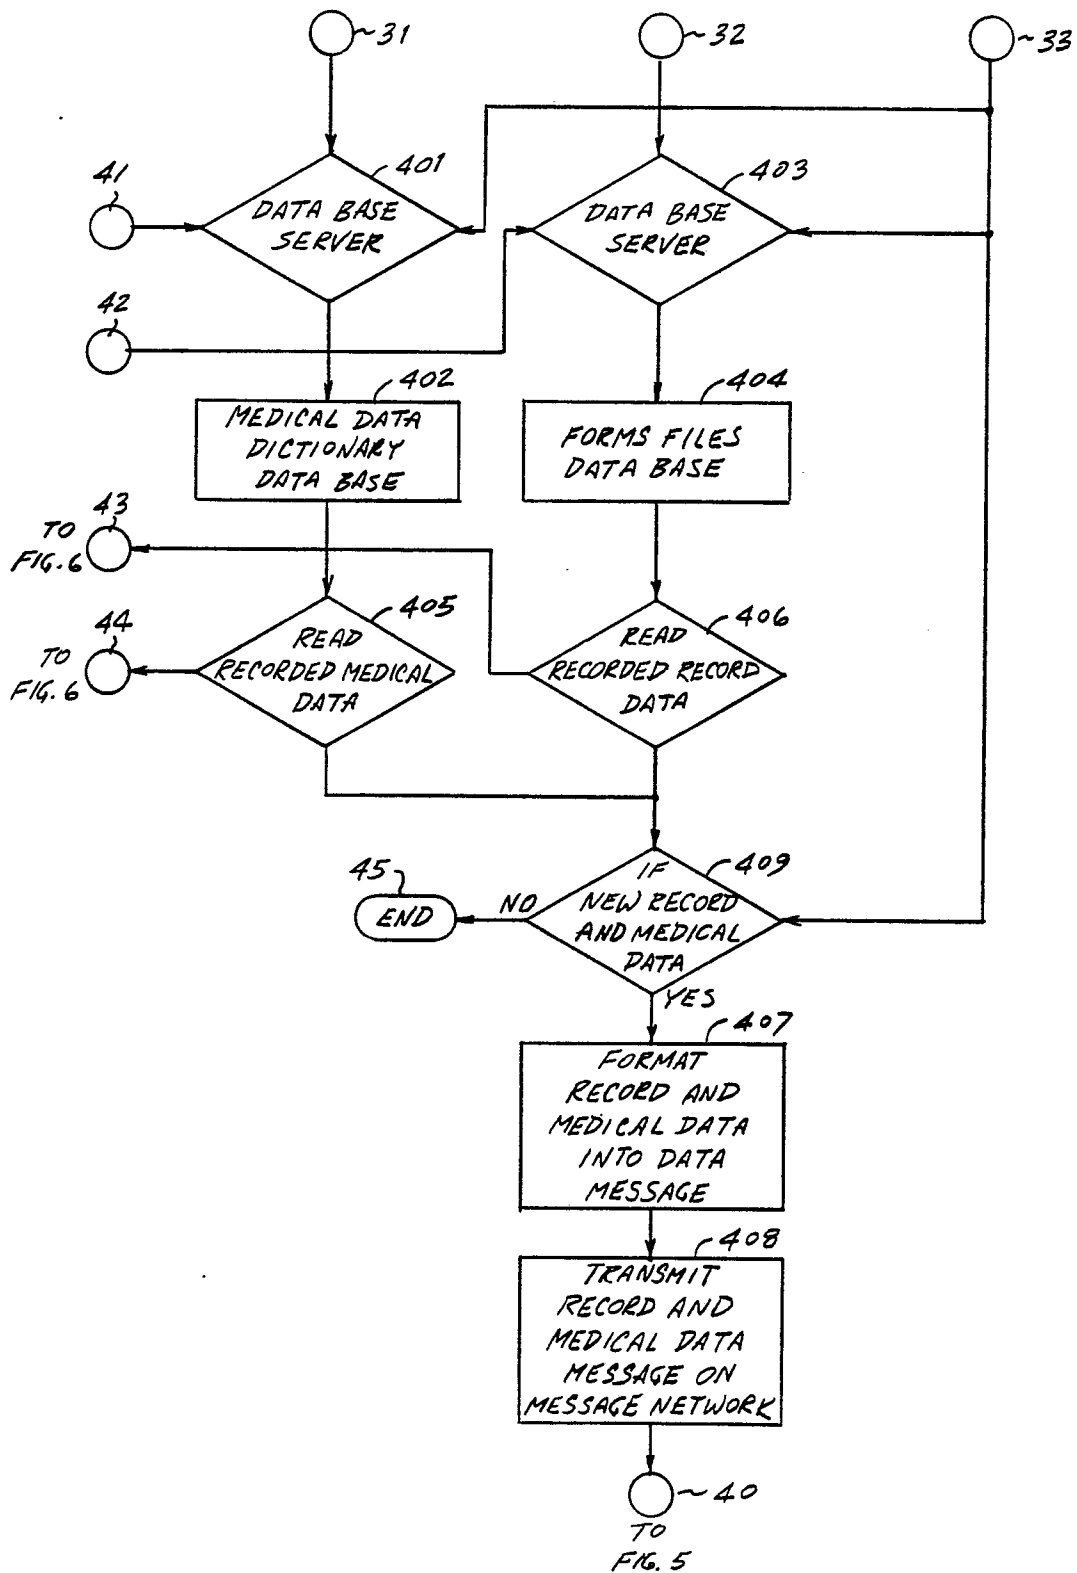 31
32
33
41
401
DATA BASE
SERVER
403
DATA BASE
SERVER
42
402
MEDICAL DATA
DICTIONARY
DATA BASE
404
FORMS FILES
DATA BASE
43
TO
FIG. 6
44
TO
FIG. 6
405
READ
RECORDED MEDICAL
DATA
406
READ
RECORDED RECORD
DATA
45
END
NO
409
IF
NEW RECORD
AND MEDICAL
DATA
YES
407
FORMAT
RECORD AND
MEDICAL DATA
INTO DATA
MESSAGE
408
TRANSMIT
RECORD AND
MEDICAL DATA
MESSAGE ON
MESSAGE NETWORK
40
TO
FIG. 5